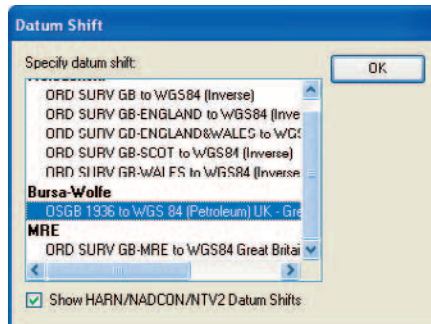 Datum Shift
Specify datum shift:
OK
ORD SURV GB to WGS84 (Inverse)
ORD SURV GB-ENGLAND to WGS84 (Inve
ORD SURV GD-ENGLAND&WALES to WGS
ORD SURV GB-SCOT to WGS84 (Inverse)
ORD SURV GB-WALES to WGS84 (Inverse
Bursa-Wolfe
OSGB 1936 to WGS 84 (Petroleum) UK - Gre
MRE
ORD SURV GB-MRE to WGS84 Great Britai
Show HARN/NADCON/NTV2 Datum Shifts